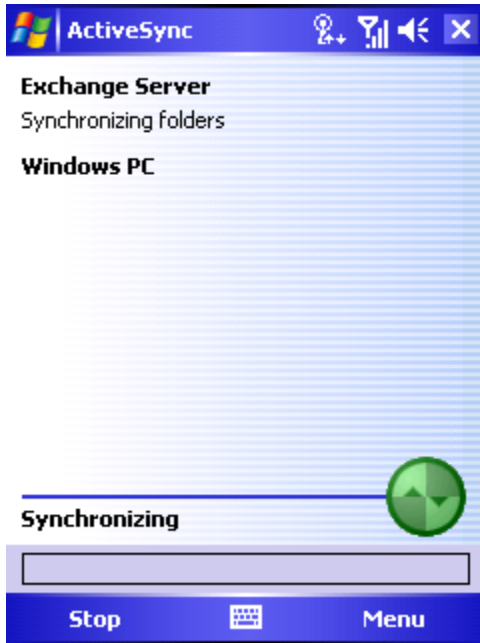 ActiveSync
Exchange Server
Synchronizing folders
Windows PC
Synchronizing
Stop Menu